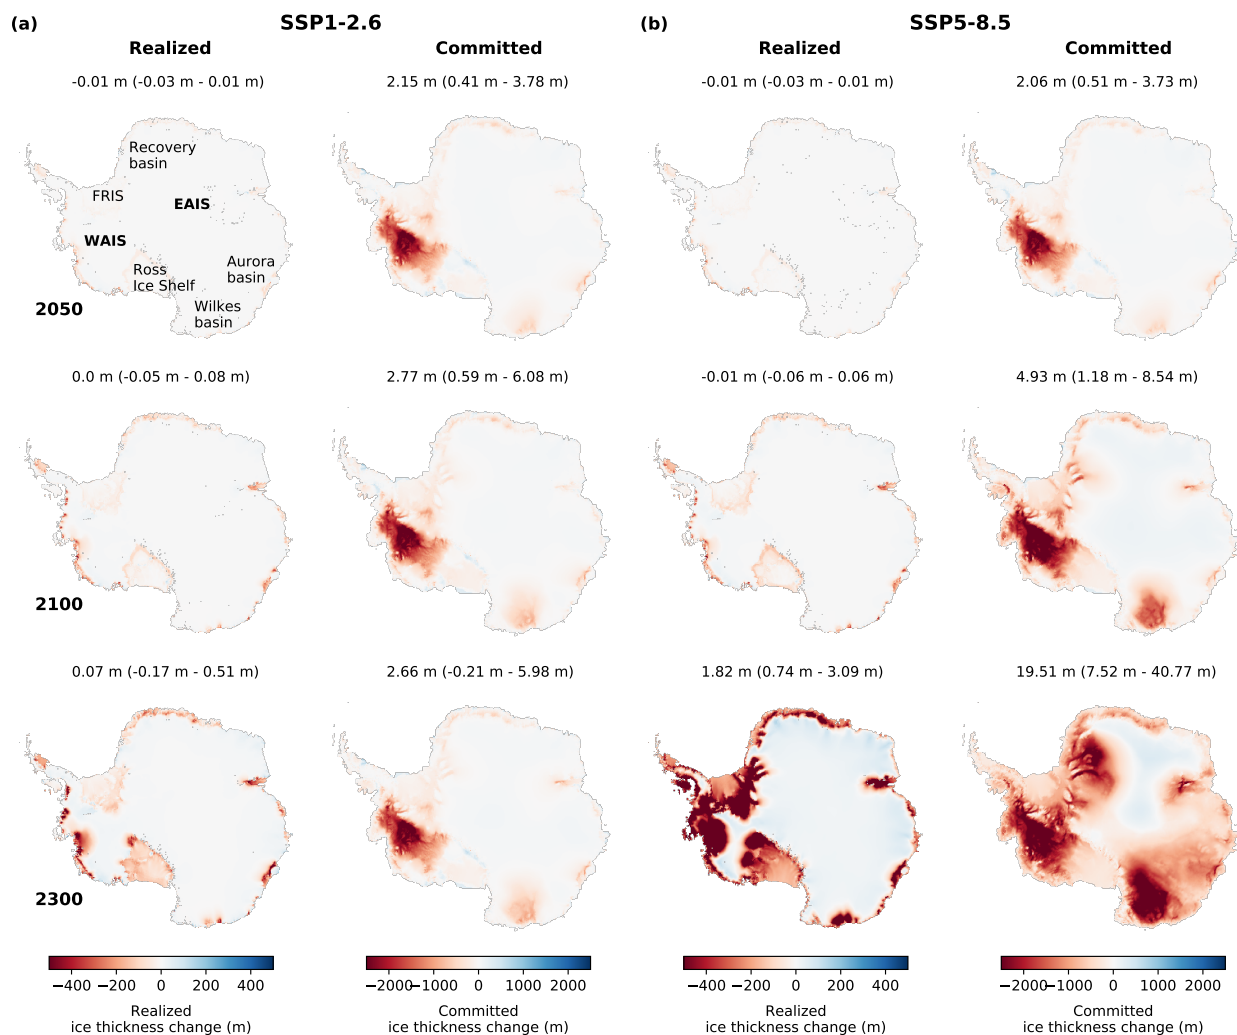 (a)
SSP1-2.6
(b)
SSP5-8.5
Realized
Committed
Realized
Committed
-0.01 m (-0.03 m - 0.01 m)
2.15 m (0.41 m - 3.78 m)
-0.01 m (-0.03 m - 0.01 m)
2.06 m (0.51 m - 3.73 m)
Recovery
basin
FRIS
EAIS
WAIS
Ross
Ice Shelf
Aurora
basin
Wilkes
basin
2050
0.0 m (-0.05 m - 0.08 m)
2.77 m (0.59 m - 6.08 m)
-0.01 m (-0.06 m - 0.06 m)
4.93 m (1.18 m - 8.54 m)
2100
0.07 m (-0.17 m - 0.51 m)
2.66 m (-0.21 m - 5.98 m)
1.82 m (0.74 m - 3.09 m)
19.51 m (7.52 m - 40.77 m)
2300
−400 −200 0 200 400
−2000 −1000 0 1000 2000
−400 −200 0 200 400
−2000 −1000 0 1000 2000
Realized
ice thickness change (m)
Committed
ice thickness change (m)
Realized
ice thickness change (m)
Committed
ice thickness change (m)